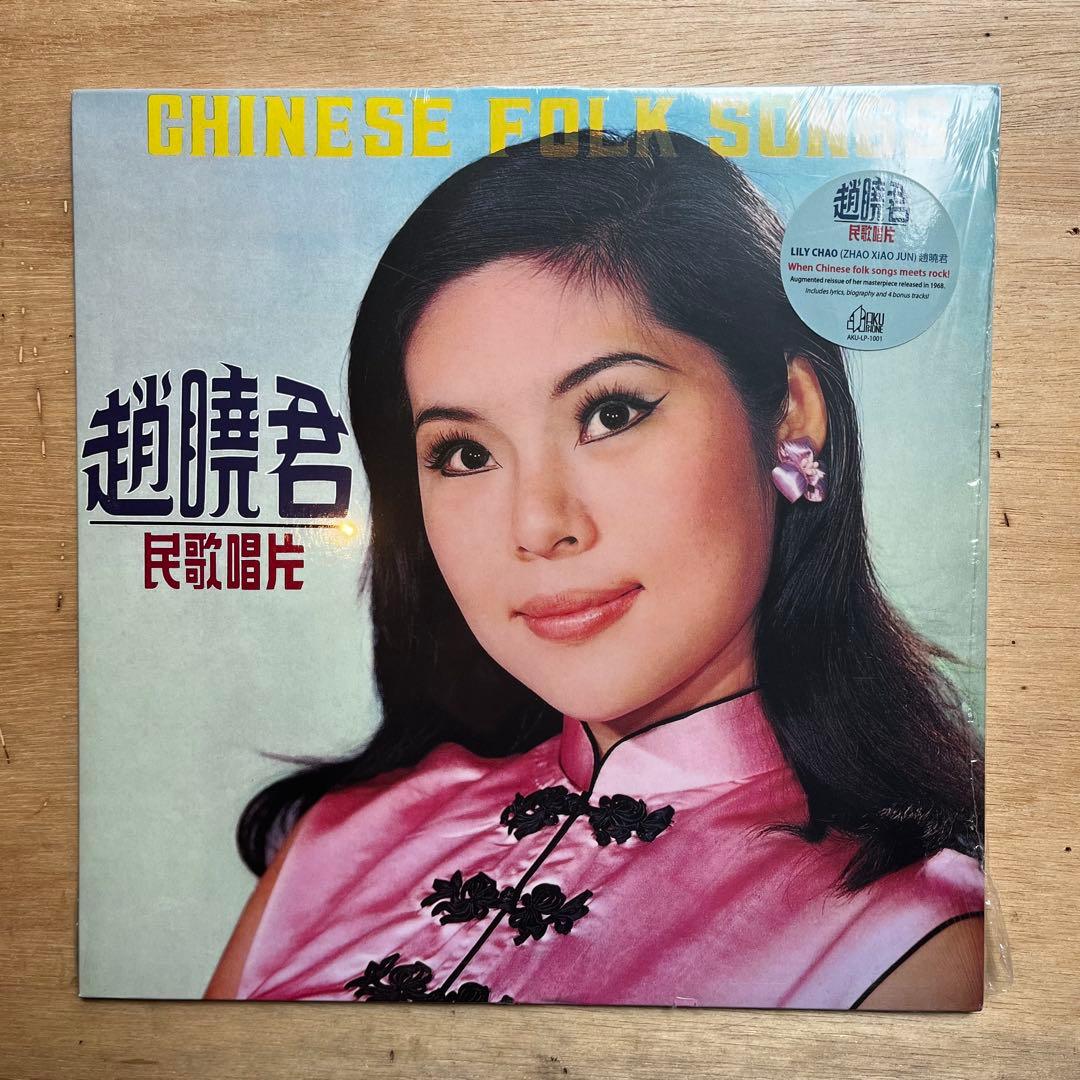 CHINESE FOLK SONGS
趙曉君
民歌唱片
LILY CHAO (ZHAO XiAO JUN) 趙曉君
When Chinese folk songs meets rock!
Augmented reissue of her masterpiece released in 1968.
Includes lyrics, biography and 4 bonus tracks!
AKU
PHONE
AKU-LP-1001
趙曉君
民歌唱片